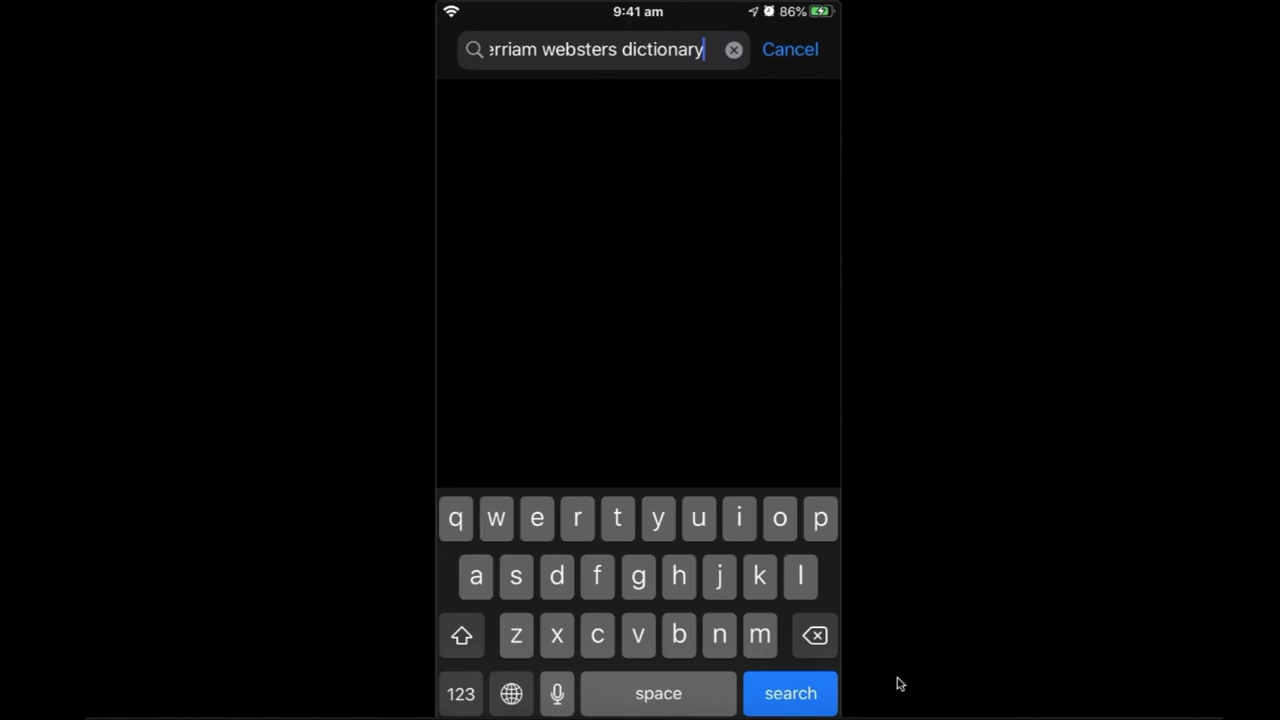 9:41 am 86%
erriam websters dictionary Cancel
q w e r t y u i o p
a s d f g h j k l
z x c v b n m
123 space search